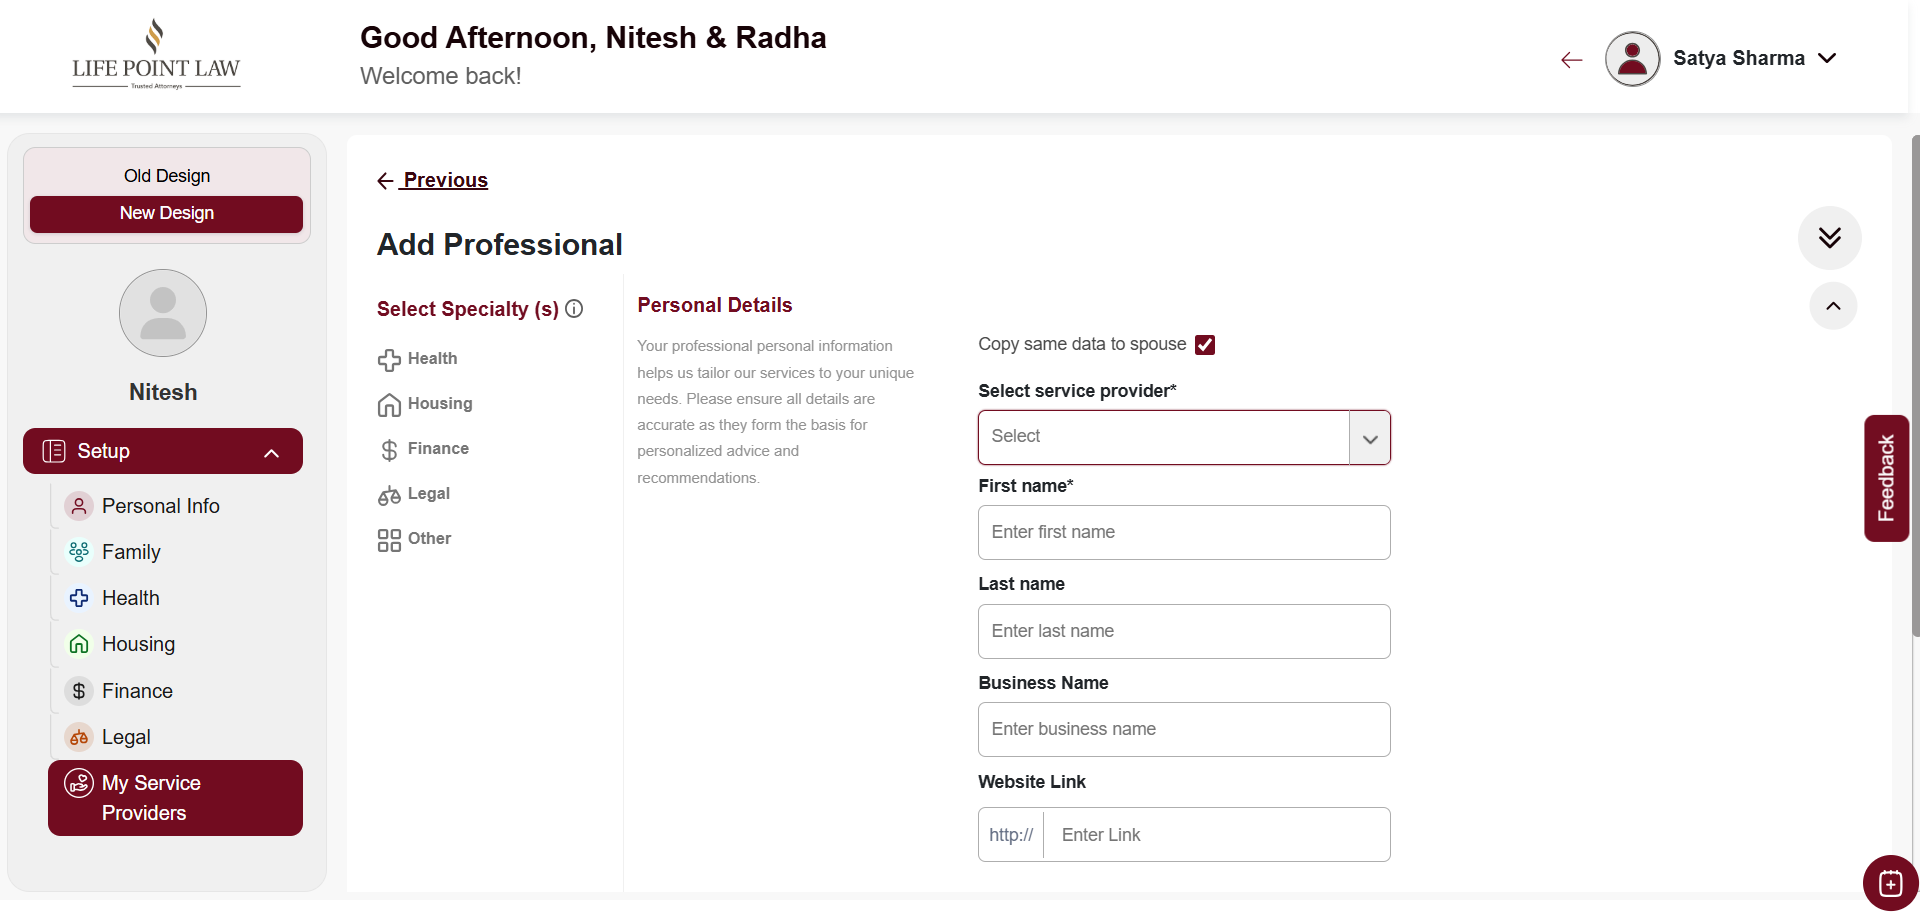 LIFE POINT LAW
Trusted Attorneys
Good Afternoon, Nitesh & Radha
Welcome back!
Satya Sharma
Old Design
New Design
Nitesh
Setup
Personal Info
Family
Health
Housing
Finance
Legal
My Service
Providers
Previous
Add Professional
Select Specialty (s)
Health
Housing
Finance
Legal
Other
Personal Details
Your professional personal information
helps us tailor our services to your unique
needs. Please ensure all details are
accurate as they form the basis for
personalized advice and
recommendations.
Copy same data to spouse
Select service provider*
Select
First name*
Enter first name
Last name
Enter last name
Business Name
Enter business name
Website Link
http:// Enter Link
Feedback